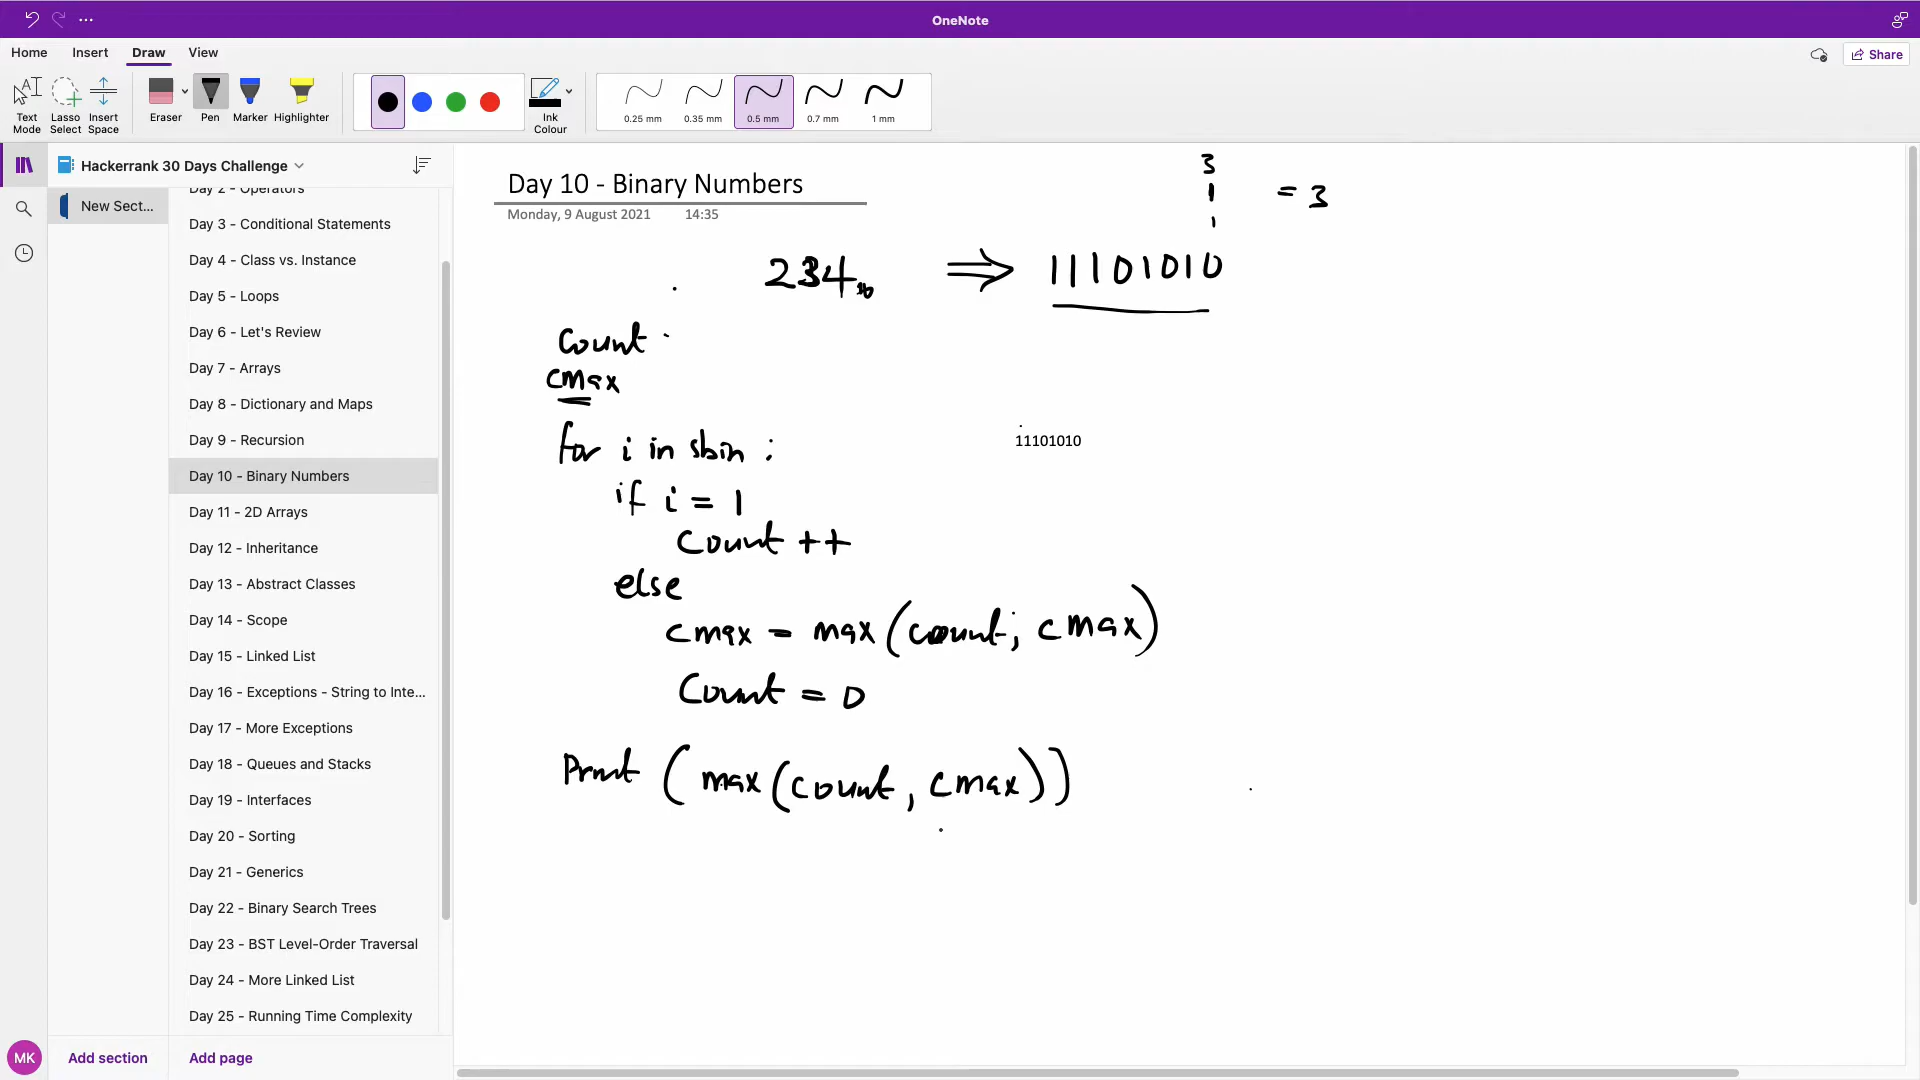 OneNote
Home Insert Draw View
Share
Text Mode
Lasso Select
Insert Space
Eraser
Pen
Marker
Highlighter
Ink Colour
0.25 mm 0.35 mm 0.5 mm 0.7 mm 1 mm
Hackerrank 30 Days Challenge
New Sect...
Day 2 - Operators
Day 3 - Conditional Statements
Day 4 - Class vs. Instance
Day 5 - Loops
Day 6 - Let's Review
Day 7 - Arrays
Day 8 - Dictionary and Maps
Day 9 - Recursion
Day 10 - Binary Numbers
Day 11 - 2D Arrays
Day 12 - Inheritance
Day 13 - Abstract Classes
Day 14 - Scope
Day 15 - Linked List
Day 16 - Exceptions - String to Inte...
Day 17 - More Exceptions
Day 18 - Queues and Stacks
Day 19 - Interfaces
Day 20 - Sorting
Day 21 - Generics
Day 22 - Binary Search Trees
Day 23 - BST Level-Order Traversal
Day 24 - More Linked List
Day 25 - Running Time Complexity
MK
Add section
Add page
Day 10 - Binary Numbers
Monday, 9 August 2021 14:35
3
1 = 3
1
234 10 ⇒ 11101010
Count
cmax
for i in sbin :
11101010
if i = 1
Count ++
else
cmax = max (count, cmax)
Count = 0
Print (max (count, cmax))